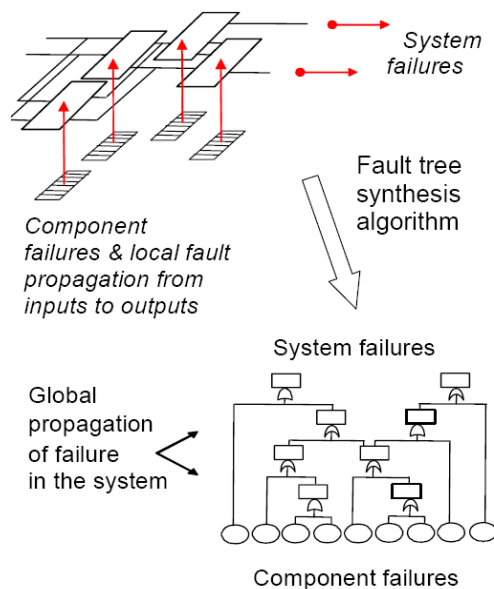 System
failures
Fault tree
synthesis
algorithm
Component
failures & local fault
propagation from
inputs to outputs
System failures
Global
propagation
of failure
in the system
Component failures